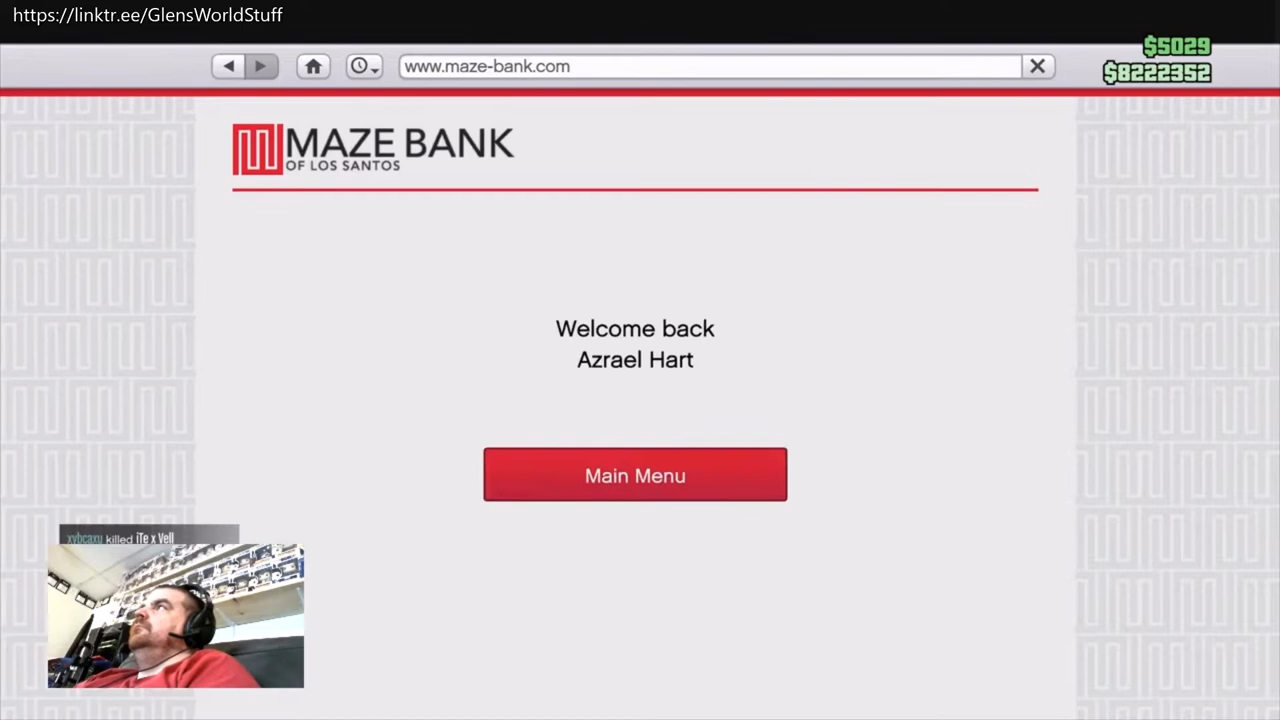 https://linktr.ee/GlensWorldStuff
$5029
www.maze-bank.com
$8222352
MAZE BANK
OF LOS SANTOS
Welcome back
Azrael Hart
Main Menu
xybcaxu killed iTe x Vell